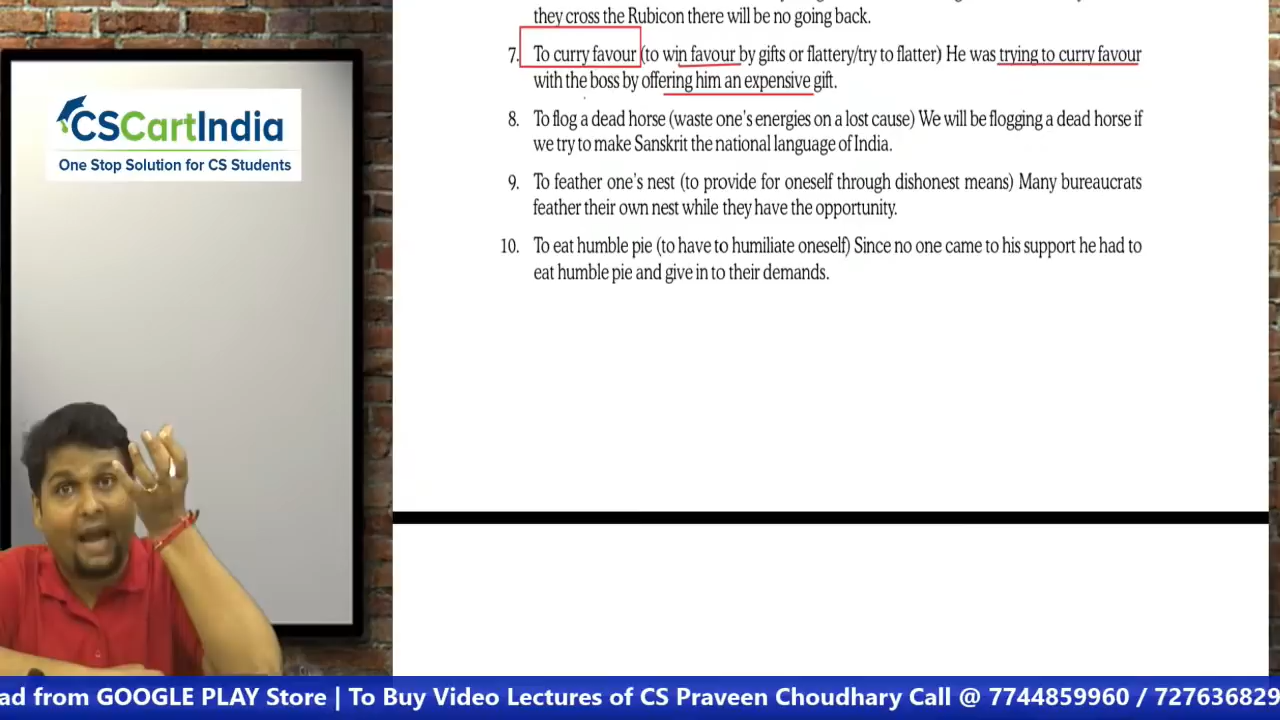 they cross the Rubicon there will be no going back.
7. To curry favour (to win favour by gifts or flattery/try to flatter) He was trying to curry favour
with the boss by offering him an expensive gift.
8. To flog a dead horse (waste one's energies on a lost cause) We will be flogging a dead horse if
we try to make Sanskrit the national language of India.
9. To feather one's nest (to provide for oneself through dishonest means) Many bureaucrats
feather their own nest while they have the opportunity.
10. To eat humble pie (to have to humiliate oneself) Since no one came to his support he had to
eat humble pie and give in to their demands.
CSCartIndia
One Stop Solution for CS Students
ad from GOOGLE PLAY Store | To Buy Video Lectures of CS Praveen Choudhary Call @ 7744859960 / 727636829